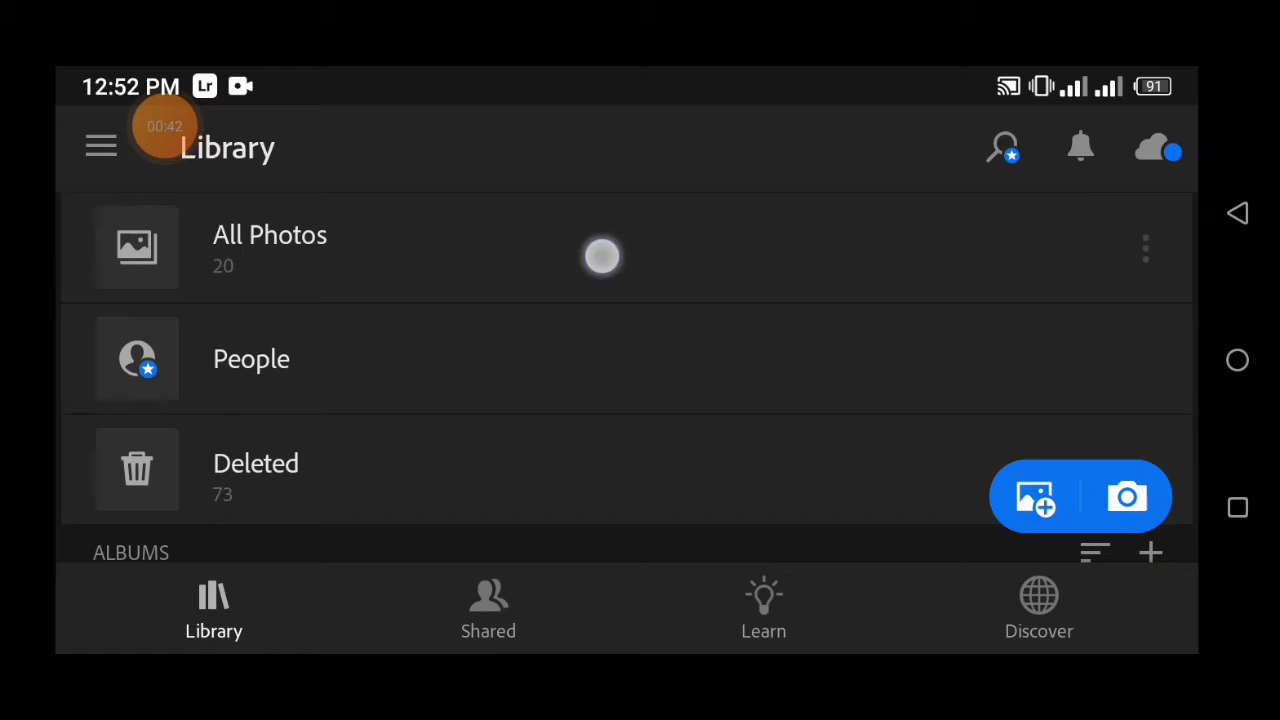 12:52 PM Lr 91
00:42
Library
All Photos
20
People
Deleted
73
ALBUMS
Library Shared Learn Discover